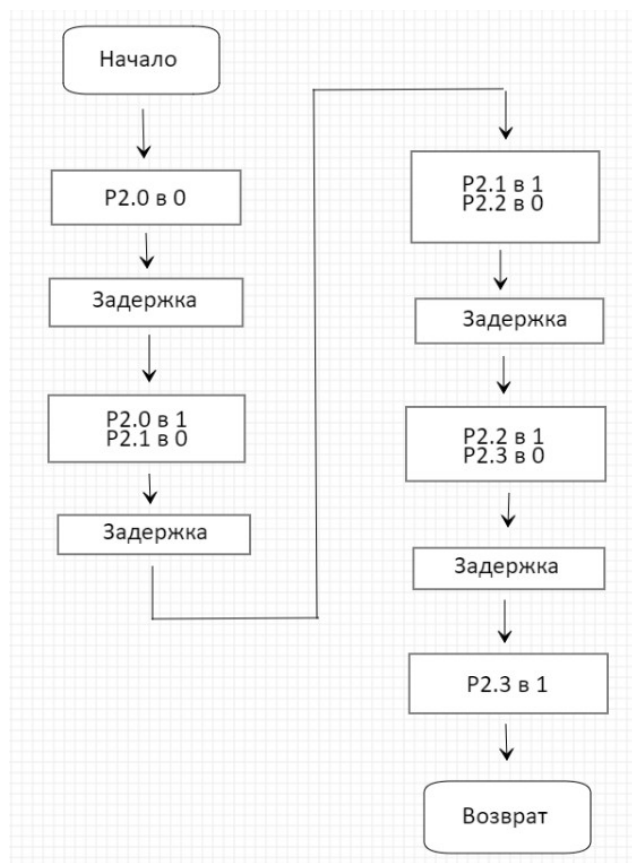 Начало
P2.0 в 0
Задержка
P2.0 в 1
P2.1 в 0
Задержка
P2.1 в 1
P2.2 в 0
Задержка
P2.2 в 1
P2.3 в 0
Задержка
P2.3 в 1
Возврат